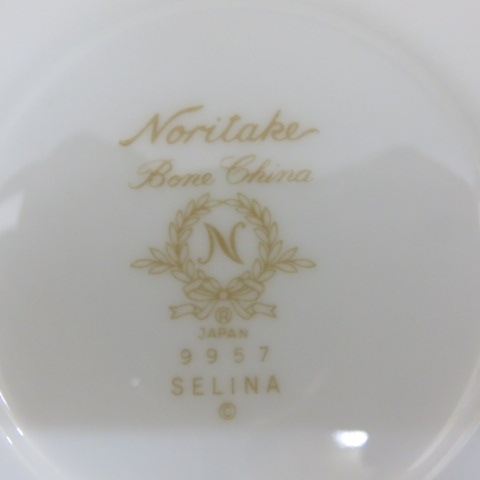 Noritake
Bone China
N
®
JAPAN
9957
SELINA
©